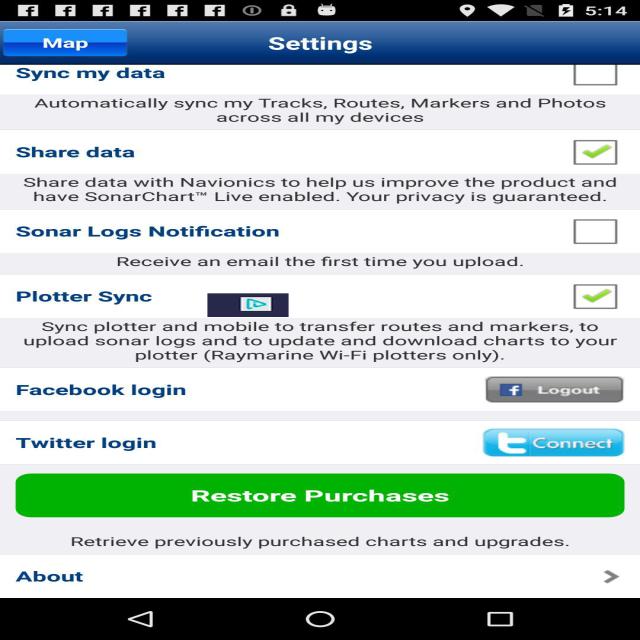 5:14
Map
Settings
Sync my data
Automatically sync my Tracks, Routes, Markers and Photos
across all my devices
Share data
Share data with Navionics to help us improve the product and
have SonarChart™ Live enabled. Your privacy is guaranteed.
Sonar Logs Notification
Receive an email the first time you upload.
Plotter Sync
Sync plotter and mobile to transfer routes and markers, to
upload sonar logs and to update and download charts to your
plotter (Raymarine Wi-Fi plotters only).
Facebook login
Logout
Twitter login
Connect
Restore Purchases
Retrieve previously purchased charts and upgrades.
About